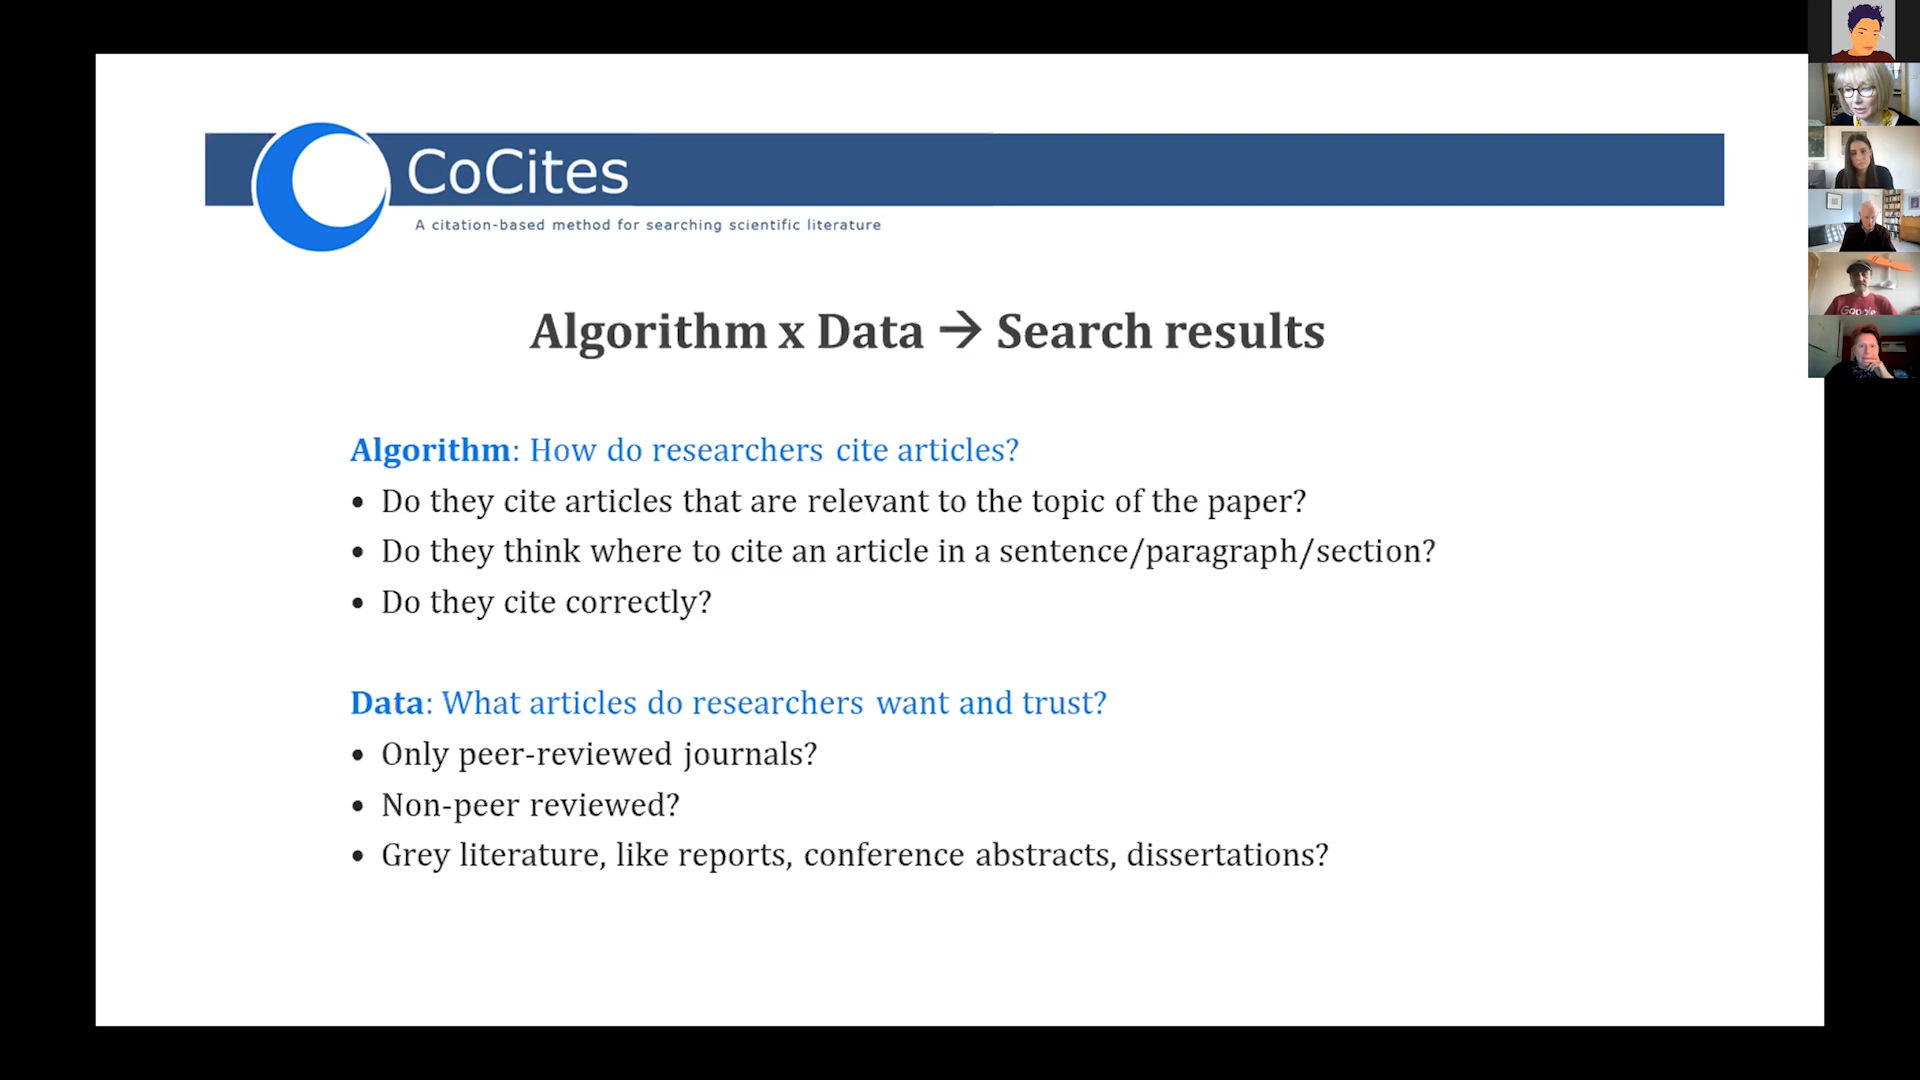 CoCites
A citation-based method for searching scientific literature
Algorithm x Data → Search results
Algorithm: How do researchers cite articles?
• Do they cite articles that are relevant to the topic of the paper?
• Do they think where to cite an article in a sentence/paragraph/section?
• Do they cite correctly?
Data: What articles do researchers want and trust?
• Only peer-reviewed journals?
• Non-peer reviewed?
• Grey literature, like reports, conference abstracts, dissertations?
Google